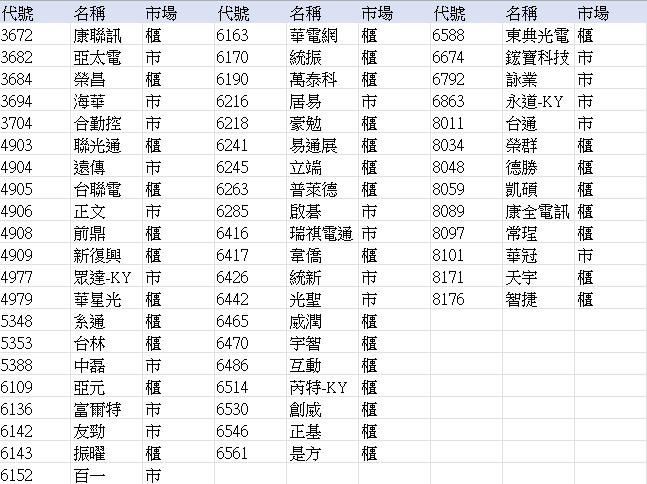 代號 名稱 市場 代號 名稱 市場 代號 名稱 市場
3672 康聯訊 櫃 6163 華電網 櫃 6588 東典光電 櫃
3682 亞太電 市 6170 統振 櫃 6674 鋐寶科技 市
3684 榮昌 櫃 6190 萬泰科 櫃 6792 詠業 市
3694 海華 市 6216 居易 市 6863 永道-KY 市
3704 合勤控 市 6218 豪勉 櫃 8011 台通 市
4903 聯光通 櫃 6241 易通展 櫃 8034 榮群 櫃
4904 遠傳 市 6245 立端 櫃 8048 德勝 櫃
4905 台聯電 櫃 6263 普萊德 櫃 8059 凱碩 櫃
4906 正文 市 6285 啟碁 市 8089 康全電訊 櫃
4908 前鼎 櫃 6416 瑞祺電通 市 8097 常珵 櫃
4909 新復興 櫃 6417 韋僑 櫃 8101 華冠 市
4977 眾達-KY 市 6426 統新 市 8171 天宇 櫃
4979 華星光 櫃 6442 光聖 市 8176 智捷 櫃
5348 系通 櫃 6465 威潤 櫃
5353 台林 櫃 6470 宇智 櫃
5388 中磊 市 6486 互動 櫃
6109 亞元 櫃 6514 芮特-KY 櫃
6136 富爾特 市 6530 創威 櫃
6142 友勁 市 6546 正基 櫃
6143 振曜 櫃 6561 是方 櫃
6152 百一 市